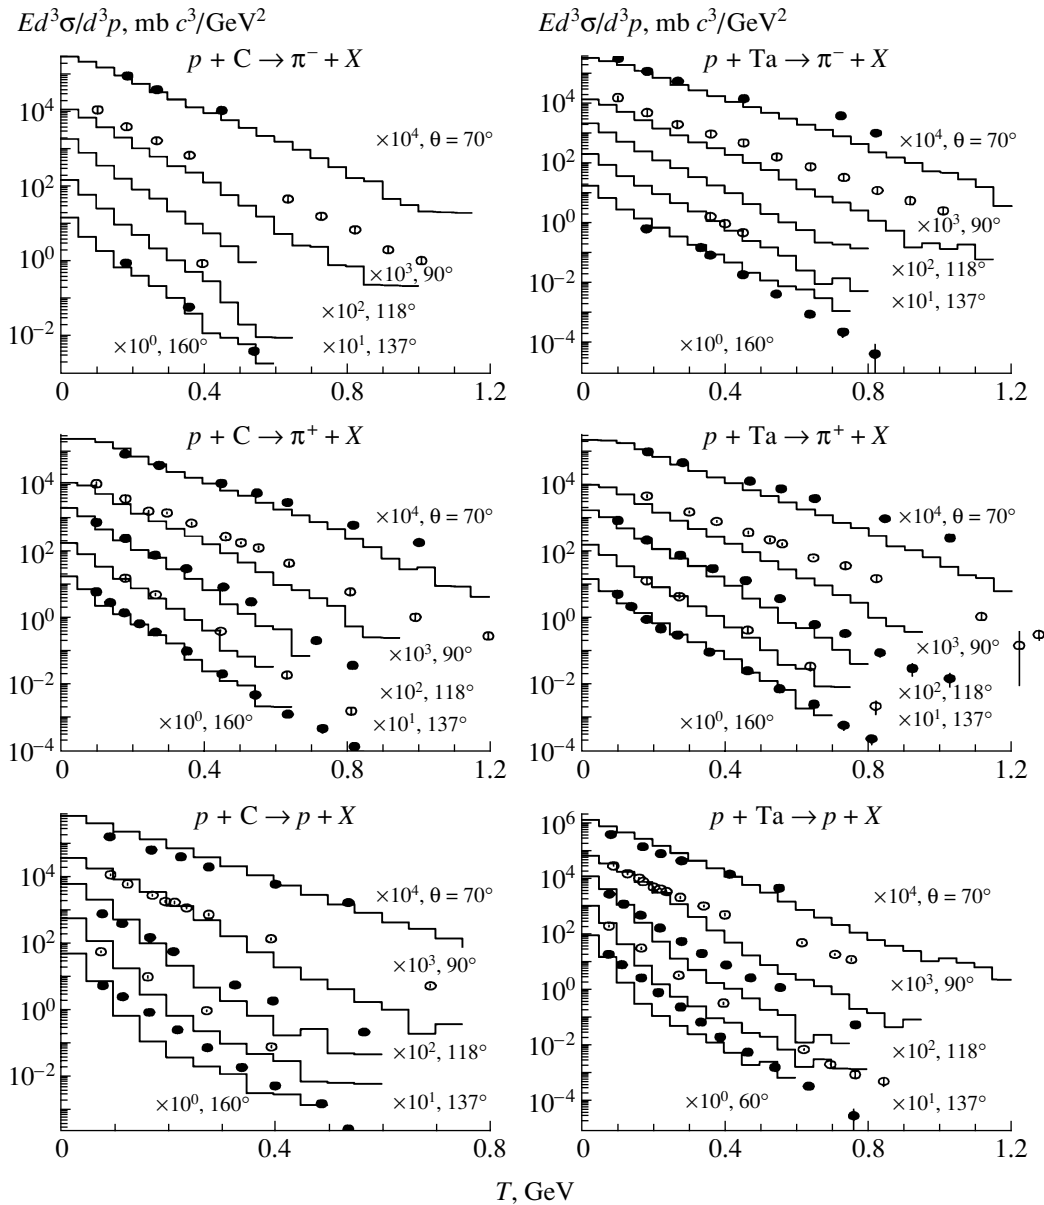 Ed³σ/d³p, mb c³/GeV²
Ed³σ/d³p, mb c³/GeV²
p + C → π⁻ + X
10⁴
10²
10⁰
10⁻²
×10⁴, θ = 70°
×10³, 90°
×10², 118°
×10¹, 137°
×10⁰, 160°
0 0.4 0.8 1.2
p + Ta → π⁻ + X
10⁴
10²
10⁰
10⁻²
10⁻⁴
×10⁴, θ = 70°
×10³, 90°
×10², 118°
×10¹, 137°
×10⁰, 160°
0 0.4 0.8 1.2
p + C → π⁺ + X
10⁴
10²
10⁰
10⁻²
10⁻⁴
×10⁴, θ = 70°
×10³, 90°
×10², 118°
×10¹, 137°
×10⁰, 160°
0 0.4 0.8 1.2
p + Ta → π⁺ + X
10⁴
10²
10⁰
10⁻²
10⁻⁴
×10⁴, θ = 70°
×10³, 90°
×10², 118°
×10¹, 137°
×10⁰, 160°
0 0.4 0.8 1.2
p + C → p + X
10⁴
10²
10⁰
10⁻²
×10⁴, θ = 70°
×10³, 90°
×10², 118°
×10¹, 137°
×10⁰, 160°
0 0.2 0.4 0.6 0.8
p + Ta → p + X
10⁶
10⁴
10²
10⁰
10⁻²
10⁻⁴
×10⁴, θ = 70°
×10³, 90°
×10², 118°
×10¹, 137°
×10⁰, 60°
0 0.4 0.8 1.2
T, GeV